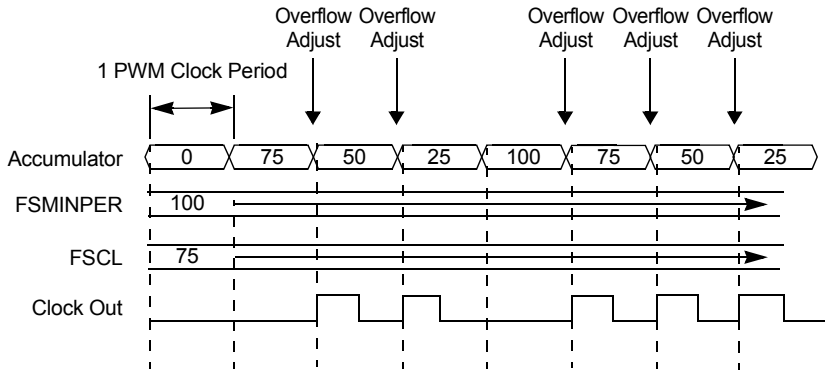 Overflow Overflow Overflow Overflow Overflow
Adjust Adjust Adjust Adjust Adjust
1 PWM Clock Period
Accumulator 0 75 50 25 100 75 50 25
FSMINPER 100
FSCL 75
Clock Out